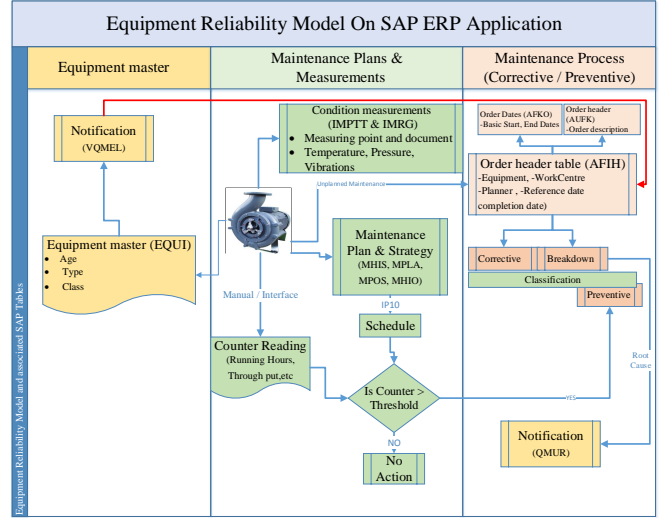 Equipment Reliability Model On SAP ERP Application
Equipment Reliability Model and associated SAP Tables
Equipment master
Maintenance Plans &
Measurements
Maintenance Process
(Corrective / Preventive)
Notification
(VQMEL)
Equipment master (EQUI)
• Age
• Type
• Class
Condition measurements
(IMPTT & IMRG)
• Measuring point and document
• Temperature, Pressure,
Vibrations
Unplanned Maintenance
Maintenance
Plan & Strategy
(MHIS, MPLA,
MPOS, MHIO)
Manual / Interface
IP10
Schedule
Counter Reading
(Running Hours,
Through put,etc
Is Counter >
Threshold
YES
NO
No
Action
Order Dates (AFKO)
-Basic Start, End Dates
Order header
(AUFK)
-Order description
Order header table (AFIH)
-Equipment, -WorkCentre
-Planner , -Reference date
completion date)
Corrective
Breakdown
Classification
Preventive
Root
Cause
Notification
(QMUR)